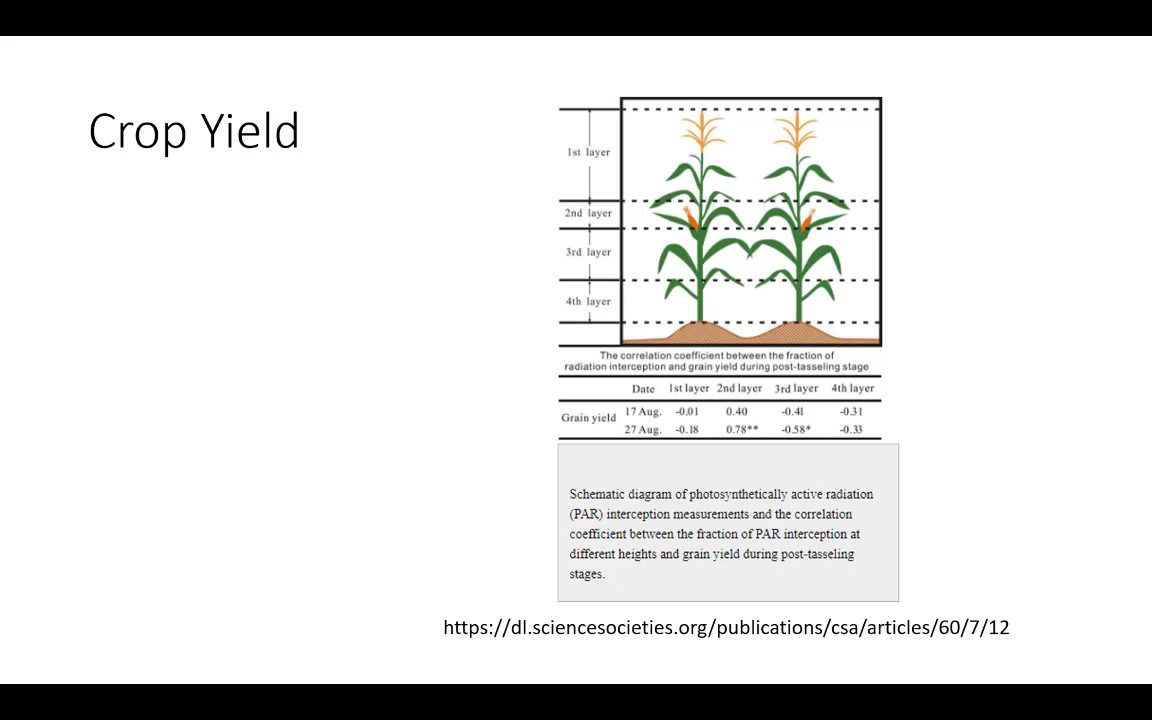 Crop Yield
1st layer
2nd layer
3rd layer
4th layer
The correlation coefficient between the fraction of
radiation interception and grain yield during post-tasseling stage
Date 1st layer 2nd layer 3rd layer 4th layer
Grain yield
17 Aug. -0.01 0.40 -0.41 -0.31
27 Aug. -0.18 0.78** -0.58* -0.33
Schematic diagram of photosynthetically active radiation
(PAR) interception measurements and the correlation
coefficient between the fraction of PAR interception at
different heights and grain yield during post-tasseling
stages.
https://dl.sciencesocieties.org/publications/csa/articles/60/7/12